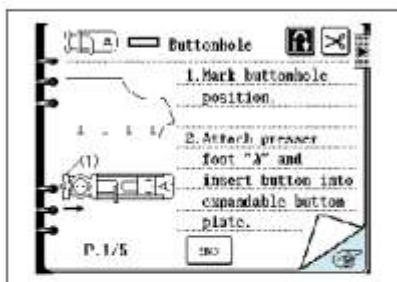 A Buttonhole
1.Mark buttonhole
position.
2.Attach presser
(1)
foot "A" and
insert button into
A
expandable button
plate.
P.1/5